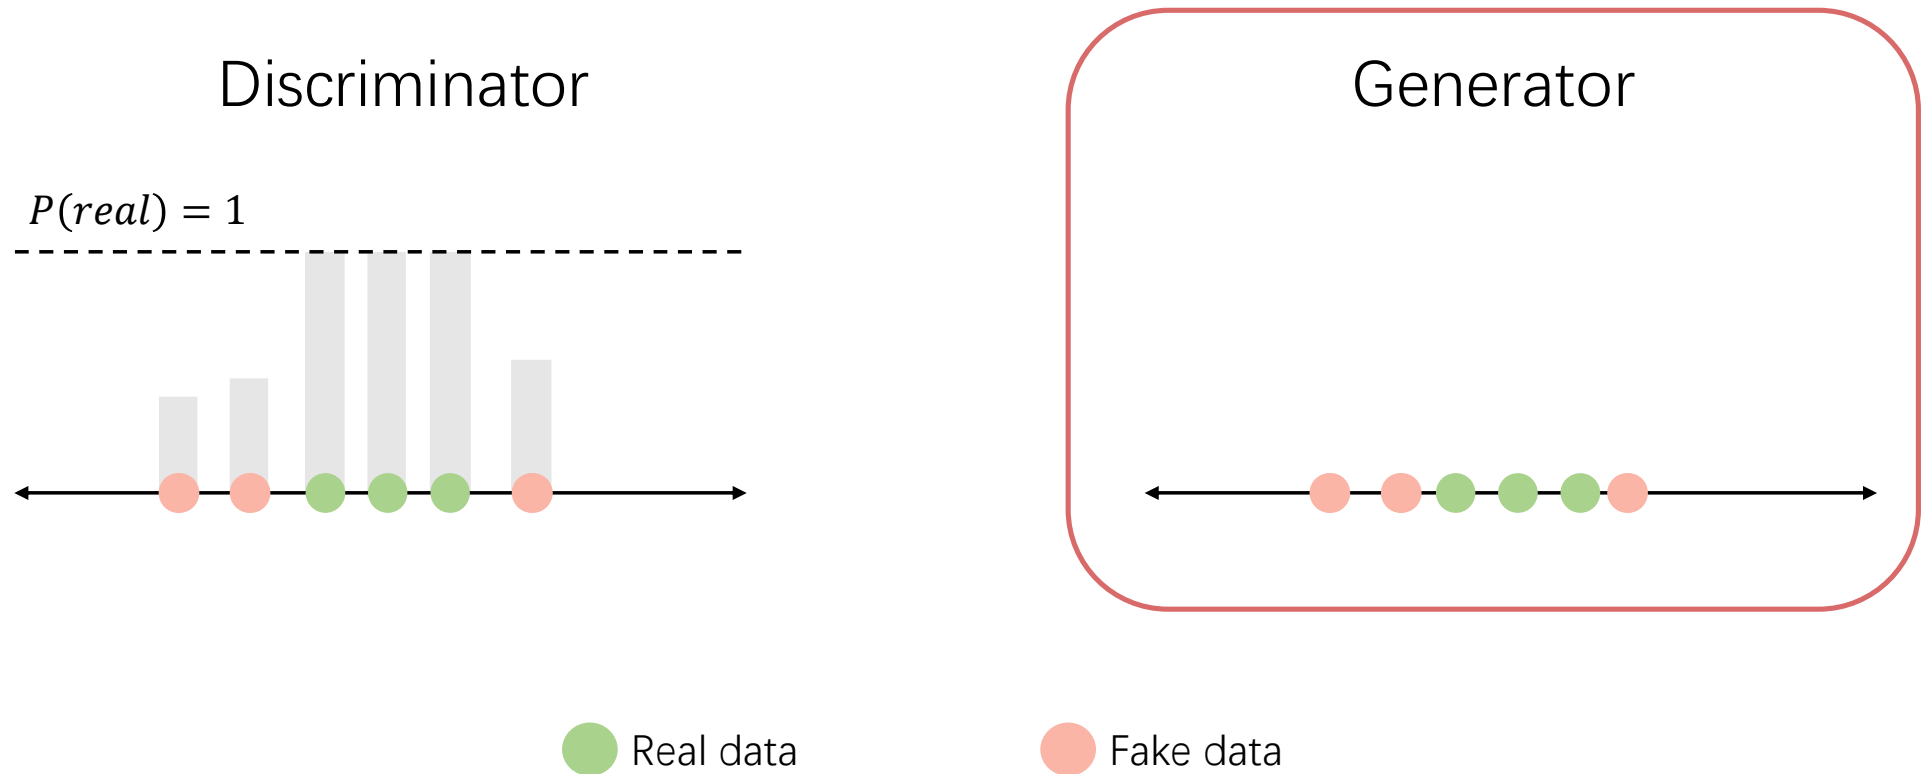 Discriminator
Generator
P(real) = 1
Real data
Fake data